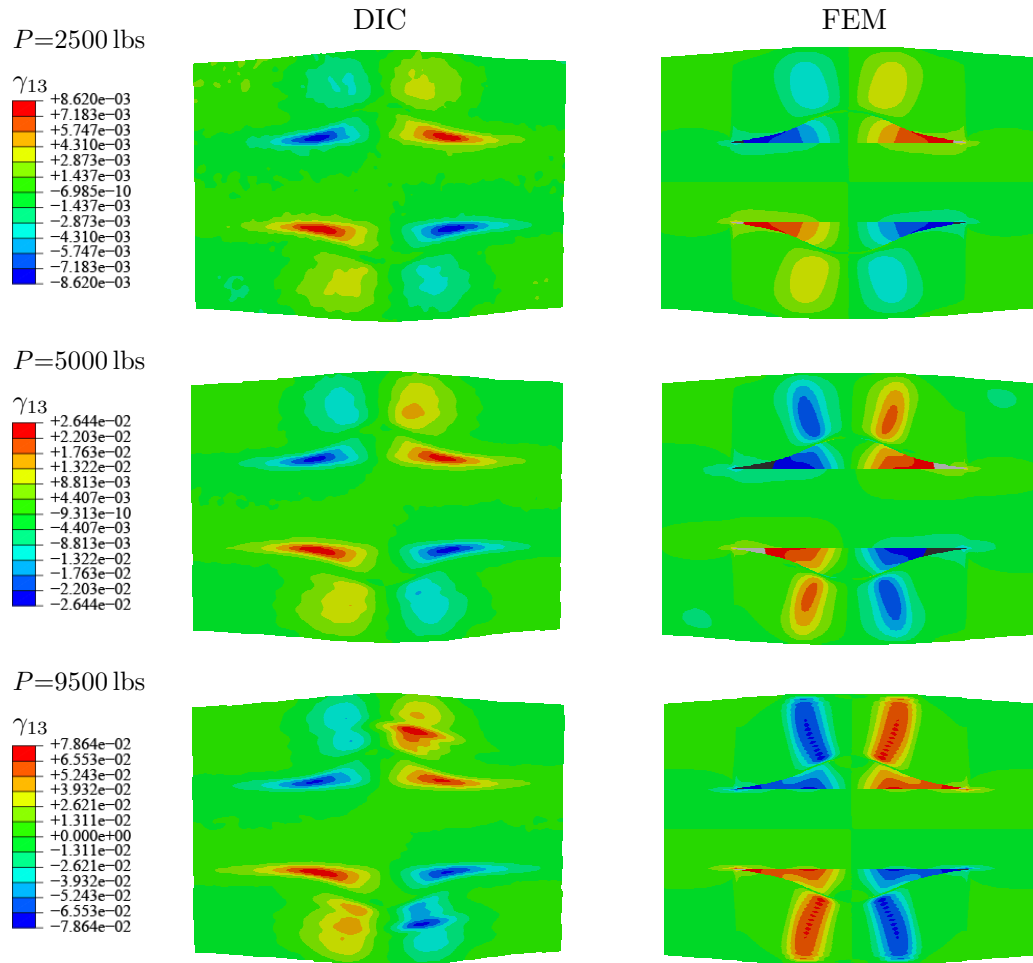 DIC
FEM
P=2500 lbs
γ13
+8.620e−03
+7.183e−03
+5.747e−03
+4.310e−03
+2.873e−03
+1.437e−03
−6.985e−10
−1.437e−03
−2.873e−03
−4.310e−03
−5.747e−03
−7.183e−03
−8.620e−03
P=5000 lbs
γ13
+2.644e−02
+2.203e−02
+1.763e−02
+1.322e−02
+8.813e−03
+4.407e−03
−9.313e−10
−4.407e−03
−8.813e−03
−1.322e−02
−1.763e−02
−2.203e−02
−2.644e−02
P=9500 lbs
γ13
+7.864e−02
+6.553e−02
+5.243e−02
+3.932e−02
+2.621e−02
+1.311e−02
+0.000e+00
−1.311e−02
−2.621e−02
−3.932e−02
−5.243e−02
−6.553e−02
−7.864e−02